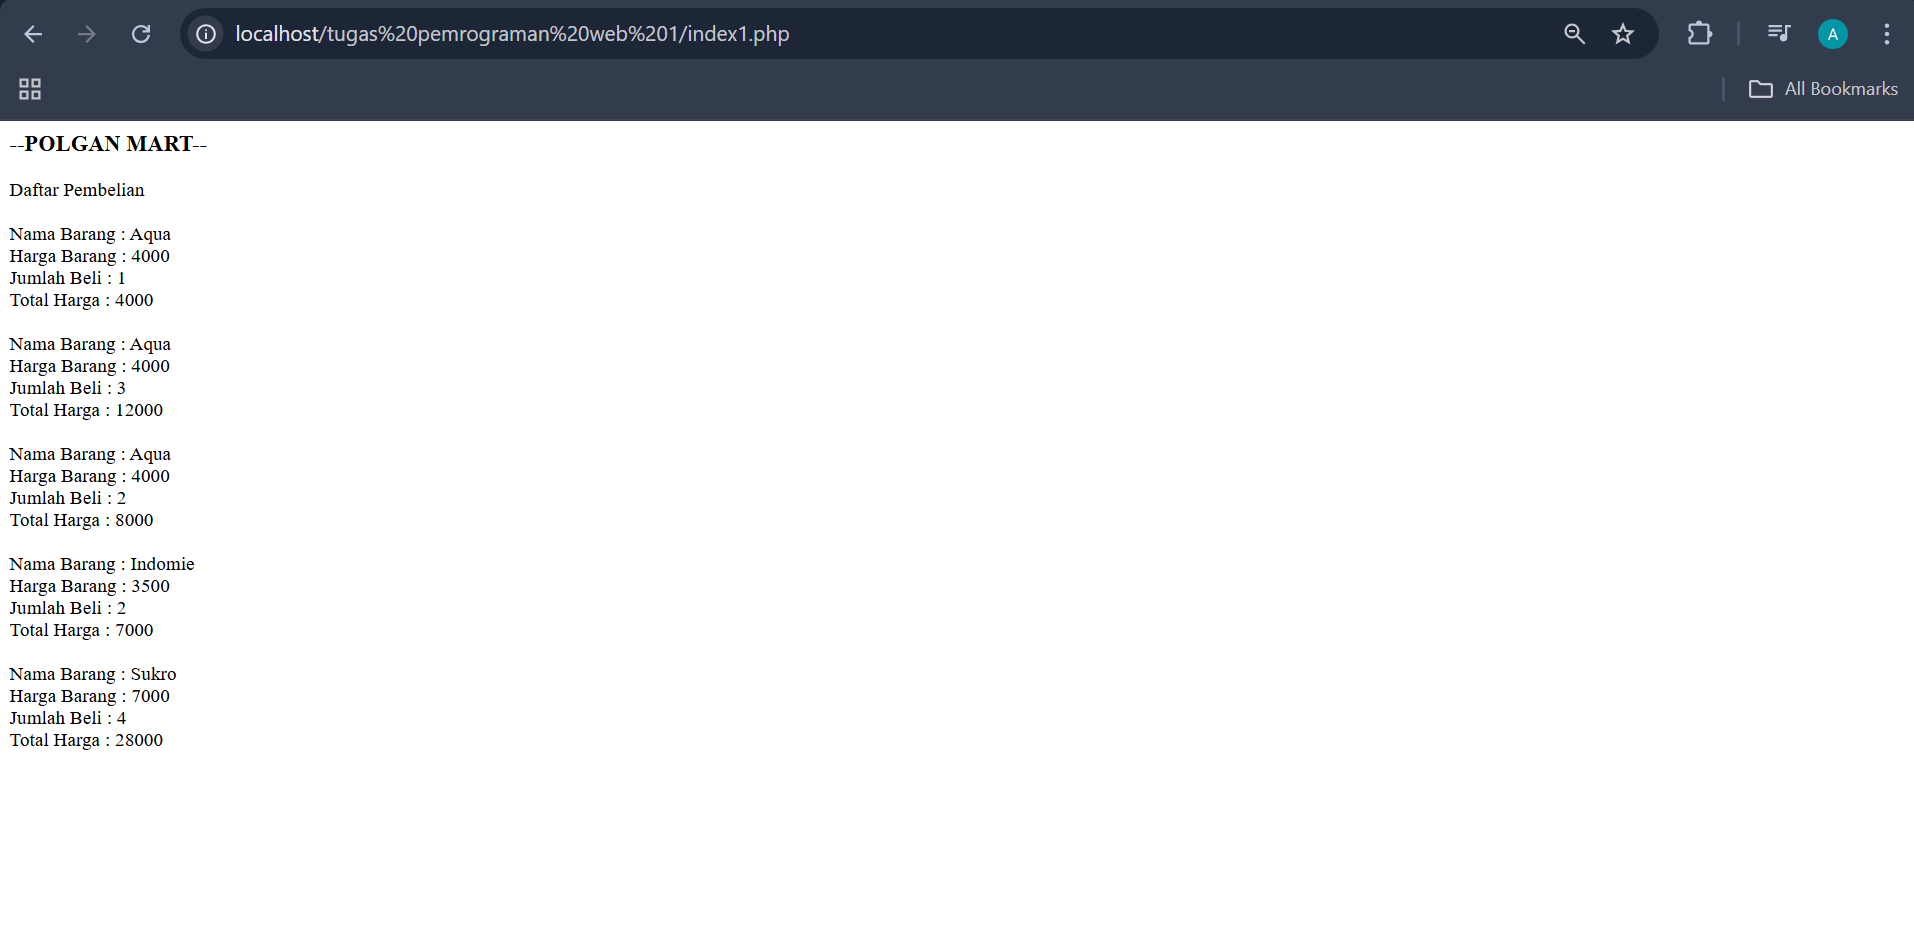 localhost/tugas%20pemrograman%20web%201/index1.php
A
All Bookmarks
--POLGAN MART--
Daftar Pembelian
Nama Barang : Aqua
Harga Barang : 4000
Jumlah Beli : 1
Total Harga : 4000
Nama Barang : Aqua
Harga Barang : 4000
Jumlah Beli : 3
Total Harga : 12000
Nama Barang : Aqua
Harga Barang : 4000
Jumlah Beli : 2
Total Harga : 8000
Nama Barang : Indomie
Harga Barang : 3500
Jumlah Beli : 2
Total Harga : 7000
Nama Barang : Sukro
Harga Barang : 7000
Jumlah Beli : 4
Total Harga : 28000